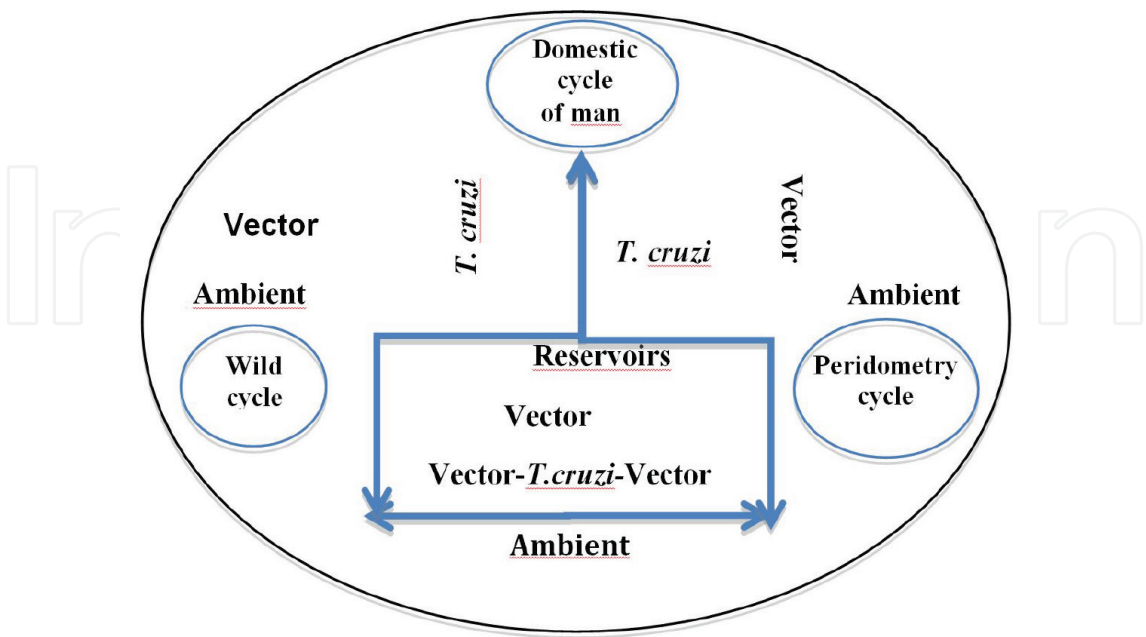 Domestic
cycle
of man
T. cruzi
Vector
Vector
T. cruzi
Ambient
Ambient
Wild
cycle
Reservoirs
Peridometry
cycle
Vector
Vector-T.cruzi-Vector
Ambient